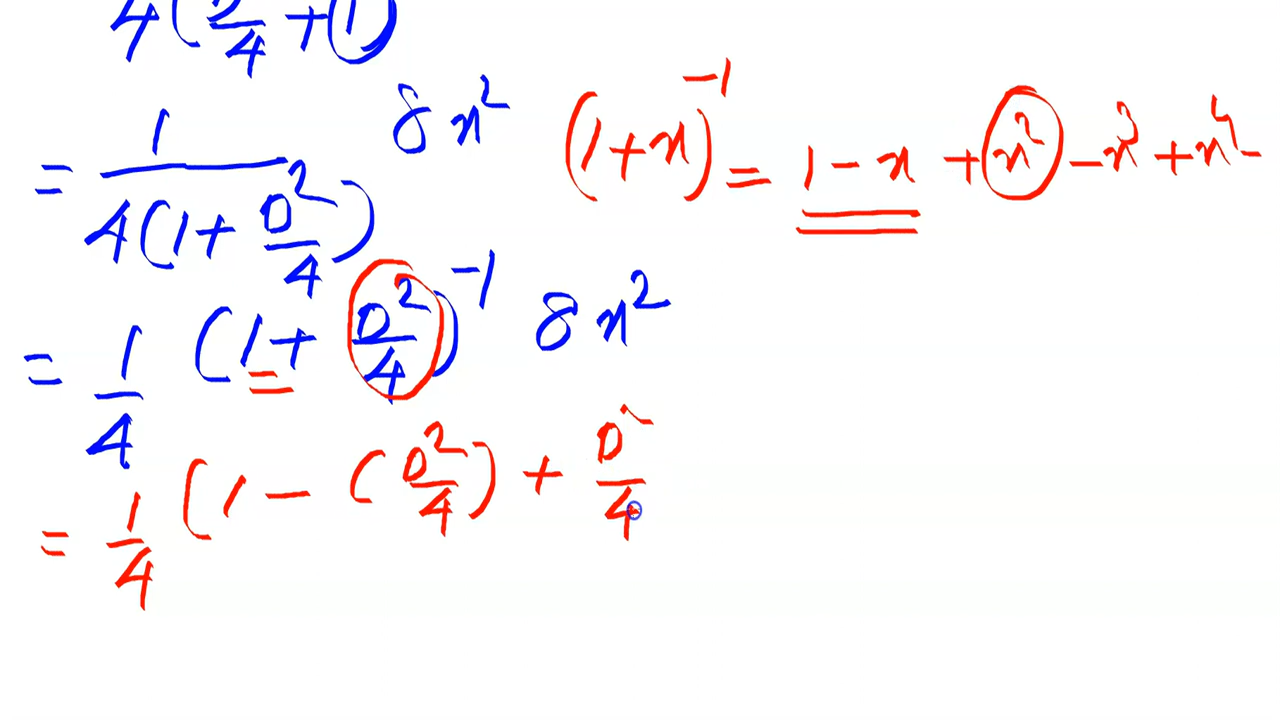 4(D²/4 + 1)
= 1/4(1 + D²/4) 8x²
(1+x)⁻¹ = 1 - x + x² - x³ + x⁴ -
= 1/4 (1 + D²/4)⁻¹ 8x²
= 1/4 (1 - (D²/4) + D²/4